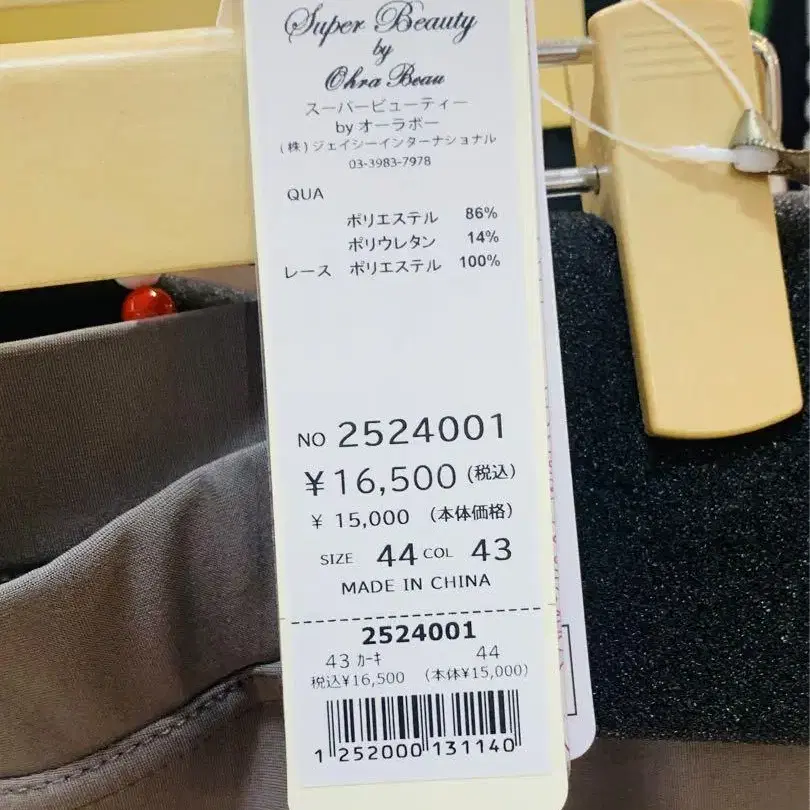 Super Beauty
by
Ohra Beau
スーパービューティー
by オーラボー
(株)ジェイシーインターナショナル
03-3983-7978
QUA
ポリエステル 86%
ポリウレタン 14%
レース ポリエステル 100%
NO 2524001
¥16,500 (税込)
¥ 15,000 (本体価格)
SIZE 44 COL 43
MADE IN CHINA
2524001
43 カーキ 44
税込¥16,500 (本体¥15,000)
1 252000 131140